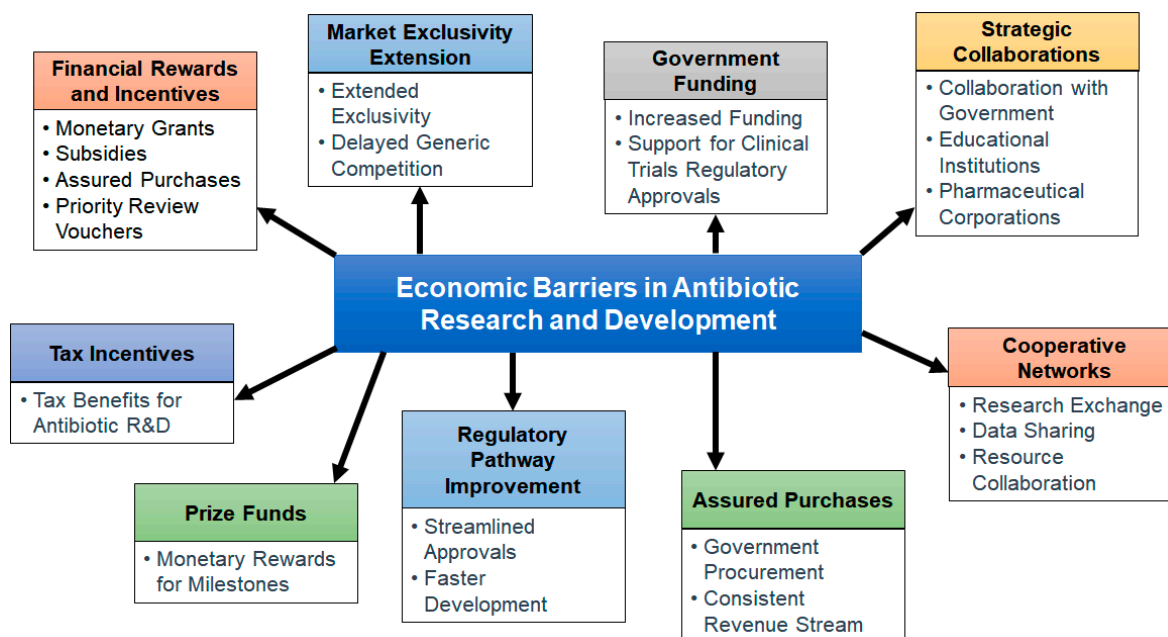 Financial Rewards
and Incentives
• Monetary Grants
• Subsidies
• Assured Purchases
• Priority Review
Vouchers
Market Exclusivity
Extension
• Extended
Exclusivity
• Delayed Generic
Competition
Government
Funding
• Increased Funding
• Support for Clinical
Trials Regulatory
Approvals
Strategic
Collaborations
• Collaboration with
Government
• Educational
Institutions
• Pharmaceutical
Corporations
Economic Barriers in Antibiotic
Research and Development
Tax Incentives
• Tax Benefits for
Antibiotic R&D
Prize Funds
• Monetary Rewards
for Milestones
Regulatory
Pathway
Improvement
• Streamlined
Approvals
• Faster
Development
Assured Purchases
• Government
Procurement
• Consistent
Revenue Stream
Cooperative
Networks
• Research Exchange
• Data Sharing
• Resource
Collaboration